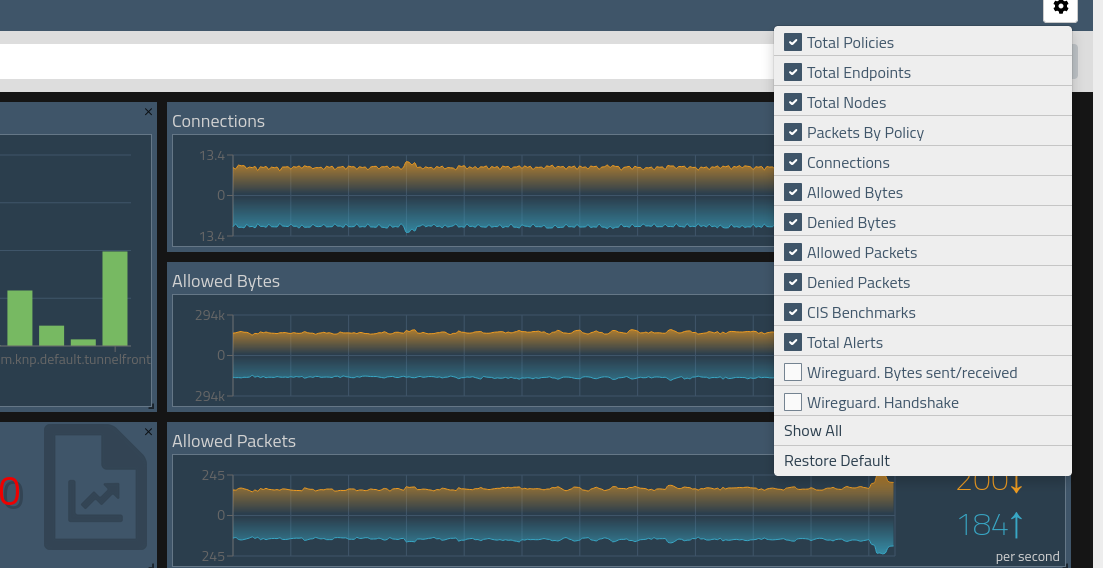 Total Policies
Total Endpoints
Total Nodes
Packets By Policy
Connections
Allowed Bytes
Denied Bytes
Allowed Packets
Denied Packets
CIS Benchmarks
Total Alerts
Wireguard. Bytes sent/received
Wireguard. Handshake
Show All
Restore Default
m.knp.default.tunnelfront
0
Connections
13.4
0
13.4
Allowed Bytes
294k
0
294k
Allowed Packets
245
0
245
200↓
184↑
per second